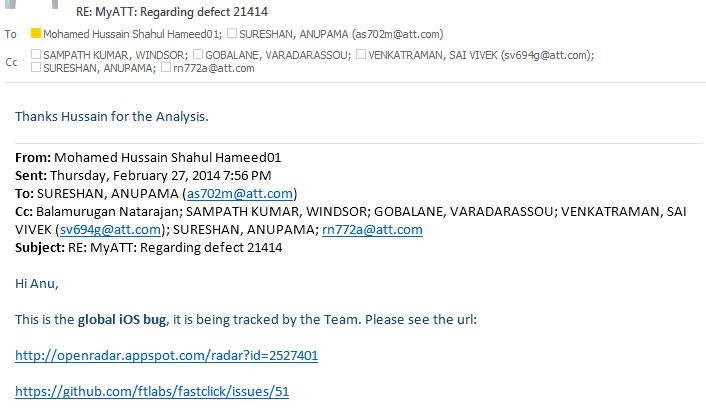 RE: MyATT: Regarding defect 21414
To Mohamed Hussain Shahul Hameed01; SURESHAN, ANUPAMA (as702m@att.com)
Cc SAMPATH KUMAR, WINDSOR; GOBALANE, VARADARASSOU; VENKATRAMAN, SAI VIVEK (sv694g@att.com);
SURESHAN, ANUPAMA; rn772a@att.com
Thanks Hussain for the Analysis.
From: Mohamed Hussain Shahul Hameed01
Sent: Thursday, February 27, 2014 7:56 PM
To: SURESHAN, ANUPAMA (as702m@att.com)
Cc: Balamurugan Natarajan; SAMPATH KUMAR, WINDSOR; GOBALANE, VARADARASSOU; VENKATRAMAN, SAI
VIVEK (sv694g@att.com); SURESHAN, ANUPAMA; rn772a@att.com
Subject: RE: MyATT: Regarding defect 21414
Hi Anu,
This is the global iOS bug, it is being tracked by the Team. Please see the url:
http://openradar.appspot.com/radar?id=2527401
https://github.com/ftlabs/fastclick/issues/51